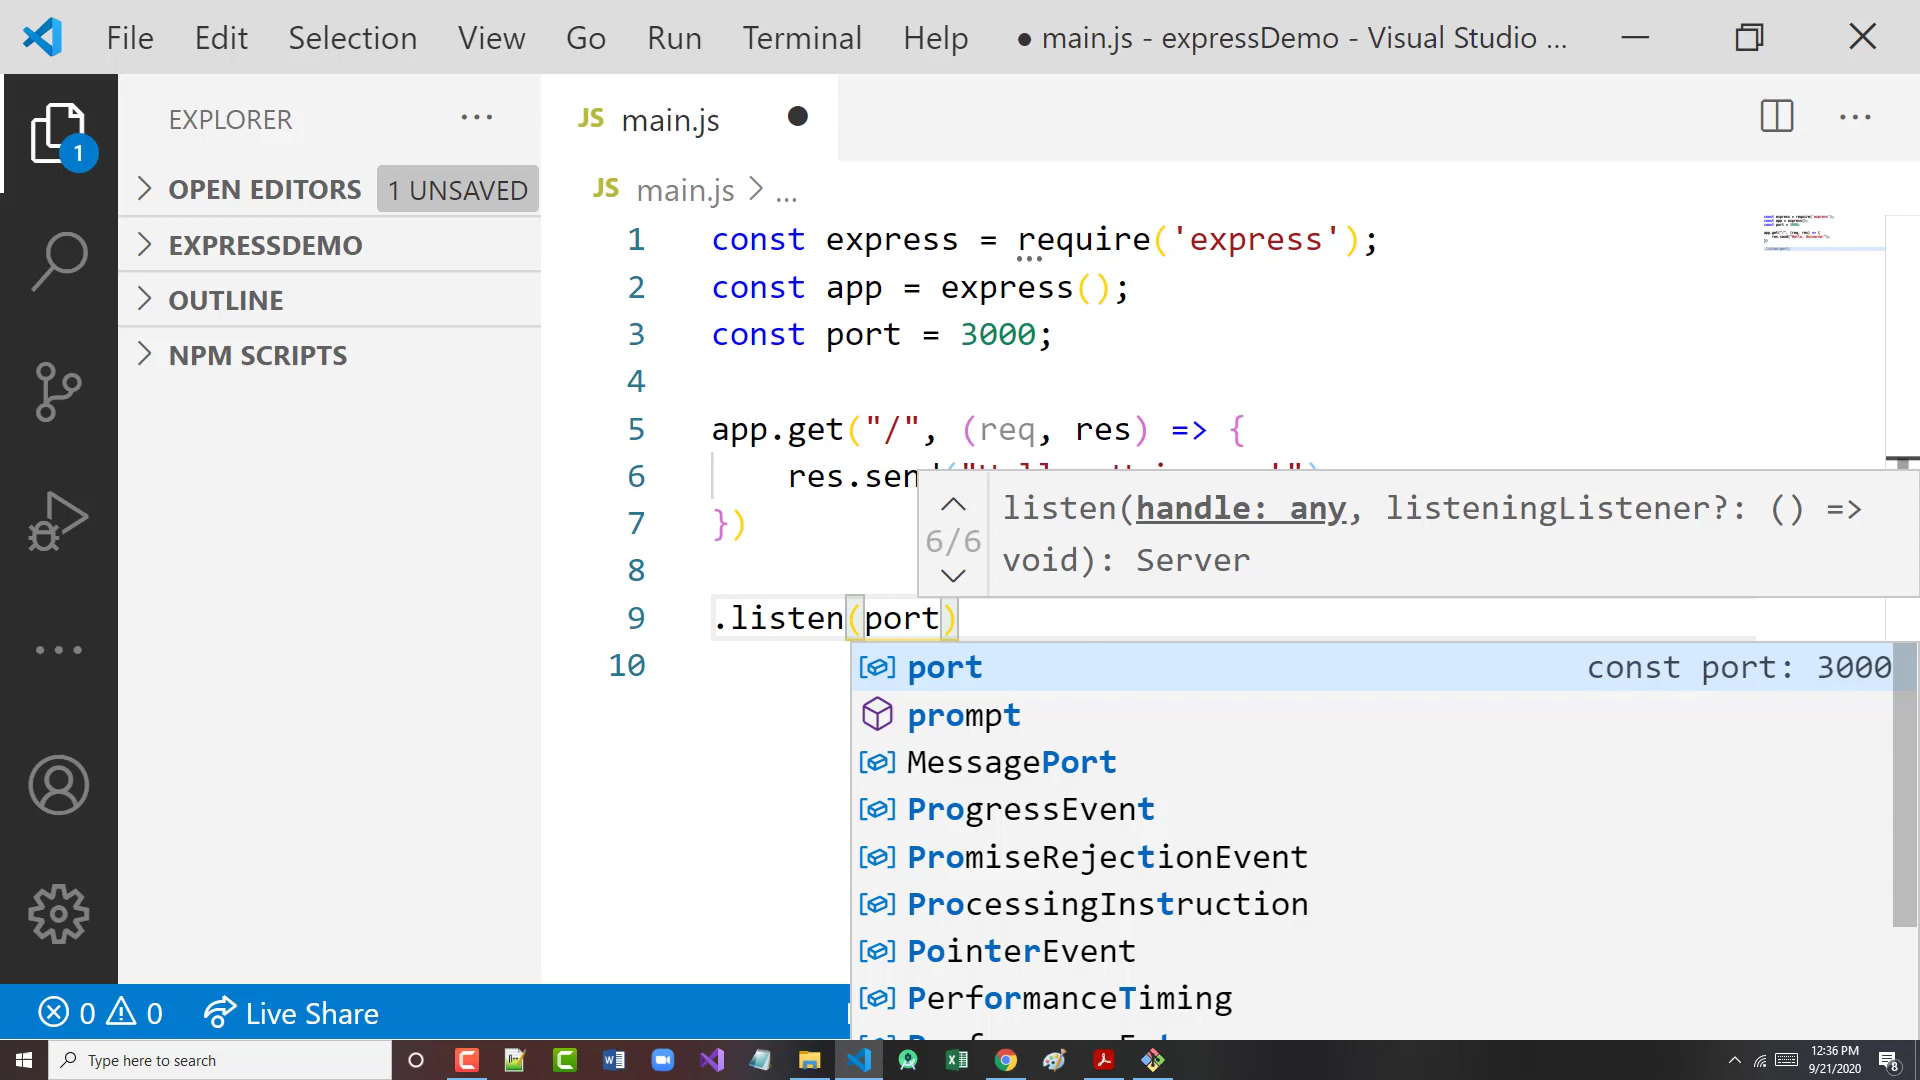 File Edit Selection View Go Run Terminal Help ● main.js - expressDemo - Visual Studio ...
EXPLORER ...
JS main.js
1
OPEN EDITORS 1 UNSAVED
JS main.js > ...
EXPRESSDEMO
OUTLINE
NPM SCRIPTS
1 const express = require('express');
2 const app = express();
3 const port = 3000;
4
5 app.get("/", (req, res) => {
6 res.sen
7 })
8
9 .listen(port)
10
6/6
listen(handle: any, listeningListener?: () =>
void): Server
port const port: 3000
prompt
MessagePort
ProgressEvent
PromiseRejectionEvent
ProcessingInstruction
PointerEvent
PerformanceTiming
0 0 Live Share
Type here to search
12:36 PM
9/21/2020
8